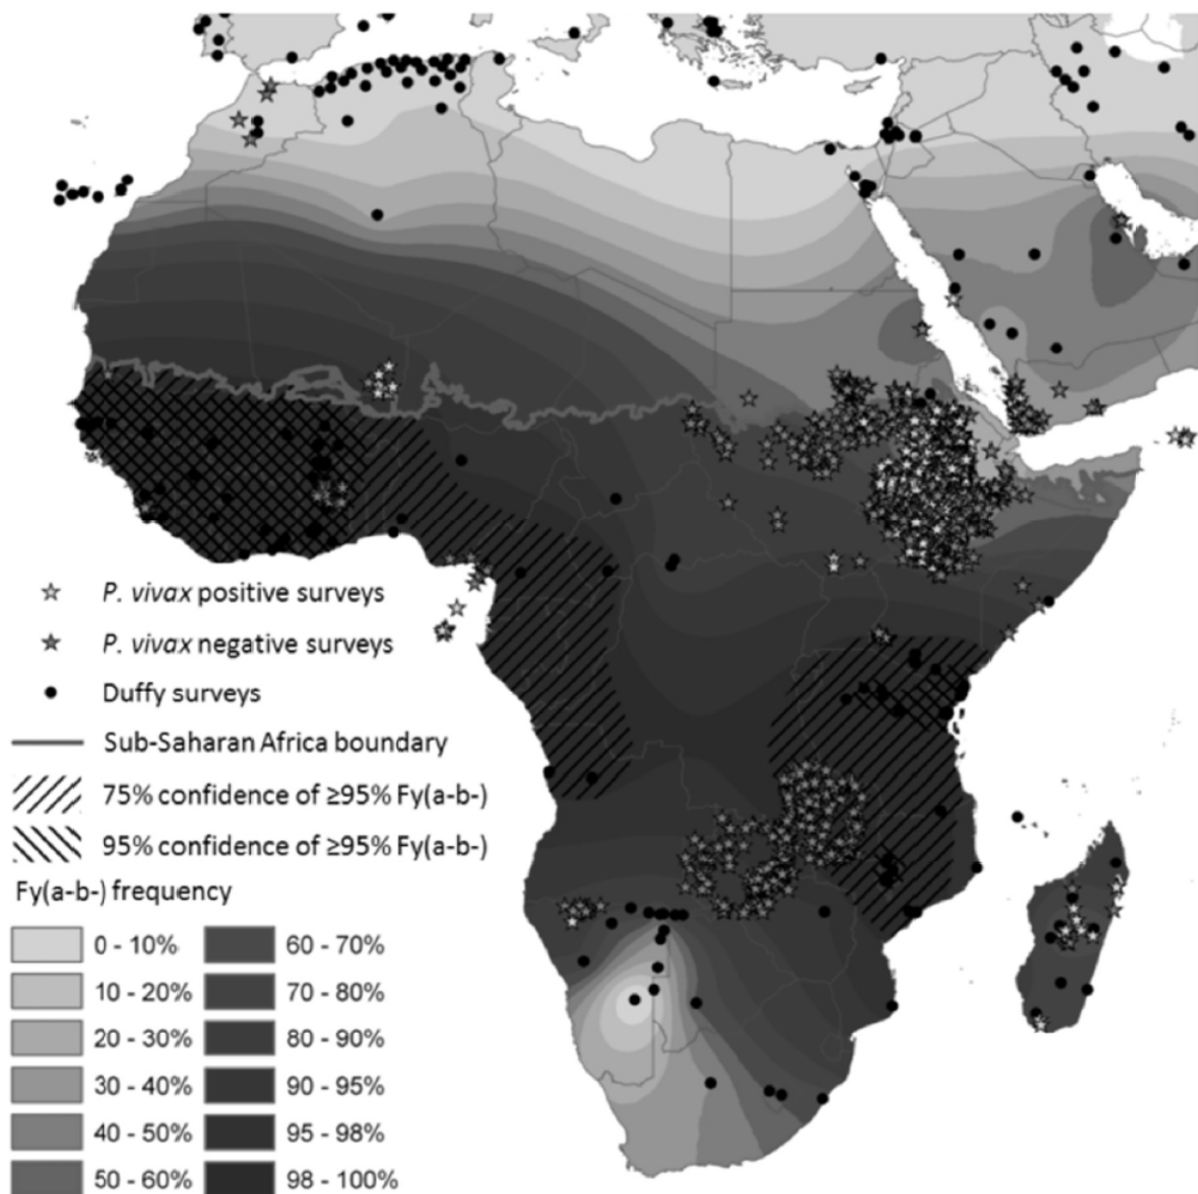 P. vivax positive surveys
P. vivax negative surveys
Duffy surveys
Sub-Saharan Africa boundary
75% confidence of ≥95% Fy(a-b-)
95% confidence of ≥95% Fy(a-b-)
Fy(a-b-) frequency
0 - 10% 60 - 70%
10 - 20% 70 - 80%
20 - 30% 80 - 90%
30 - 40% 90 - 95%
40 - 50% 95 - 98%
50 - 60% 98 - 100%